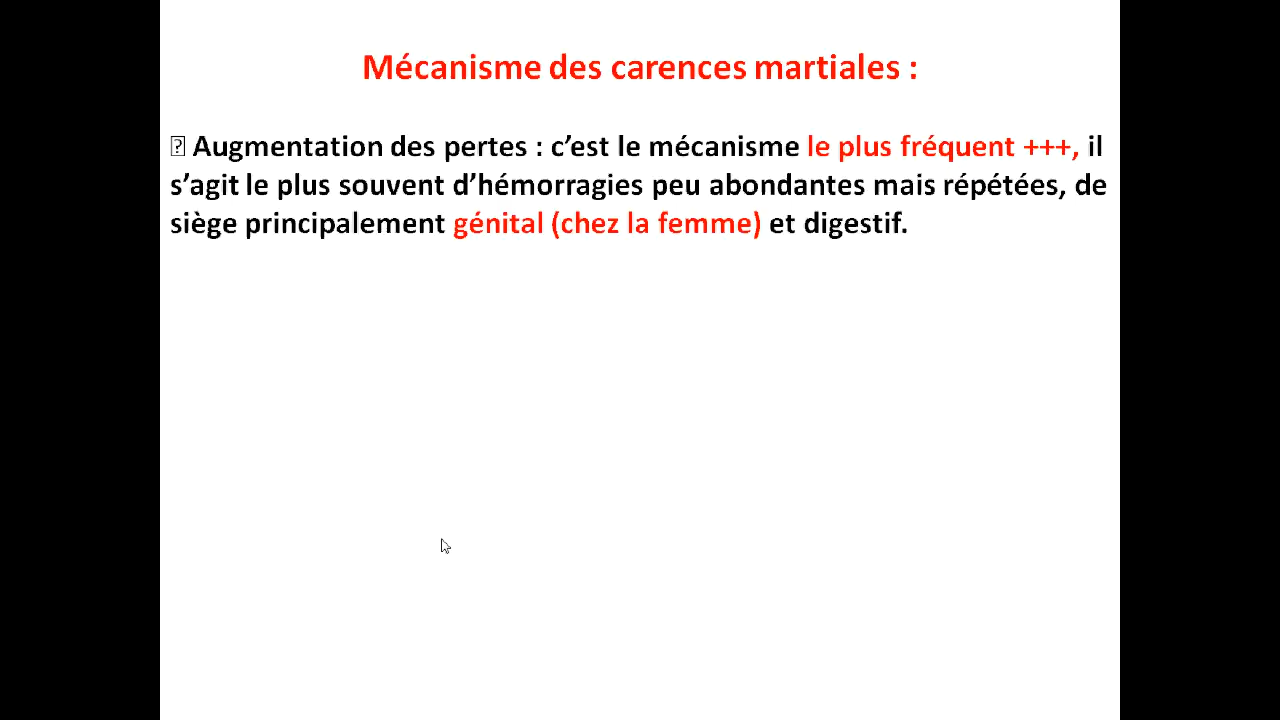 Mécanisme des carences martiales :
Augmentation des pertes : c’est le mécanisme le plus fréquent +++, il
s’agit le plus souvent d’hémorragies peu abondantes mais répétées, de
siège principalement génital (chez la femme) et digestif.